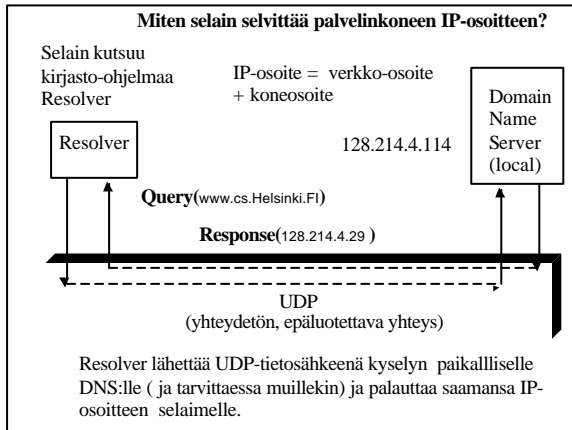 Miten selain selvittää palvelinkoneen IP-osoitteen?
Selain kutsuu
kirjasto-ohjelmaa
Resolver
IP-osoite = verkko-osoite
+ koneosoite
Domain
Name
Server
(local)
Resolver
128.214.4.114
Query(www.cs.Helsinki.FI)
Response(128.214.4.29 )
UDP
(yhteydetön, epäluotettava yhteys)
Resolver lähettää UDP-tietosähkeenä kyselyn paikallliselle
DNS:lle ( ja tarvittaessa muillekin) ja palauttaa saamansa IP-
osoitteen selaimelle.